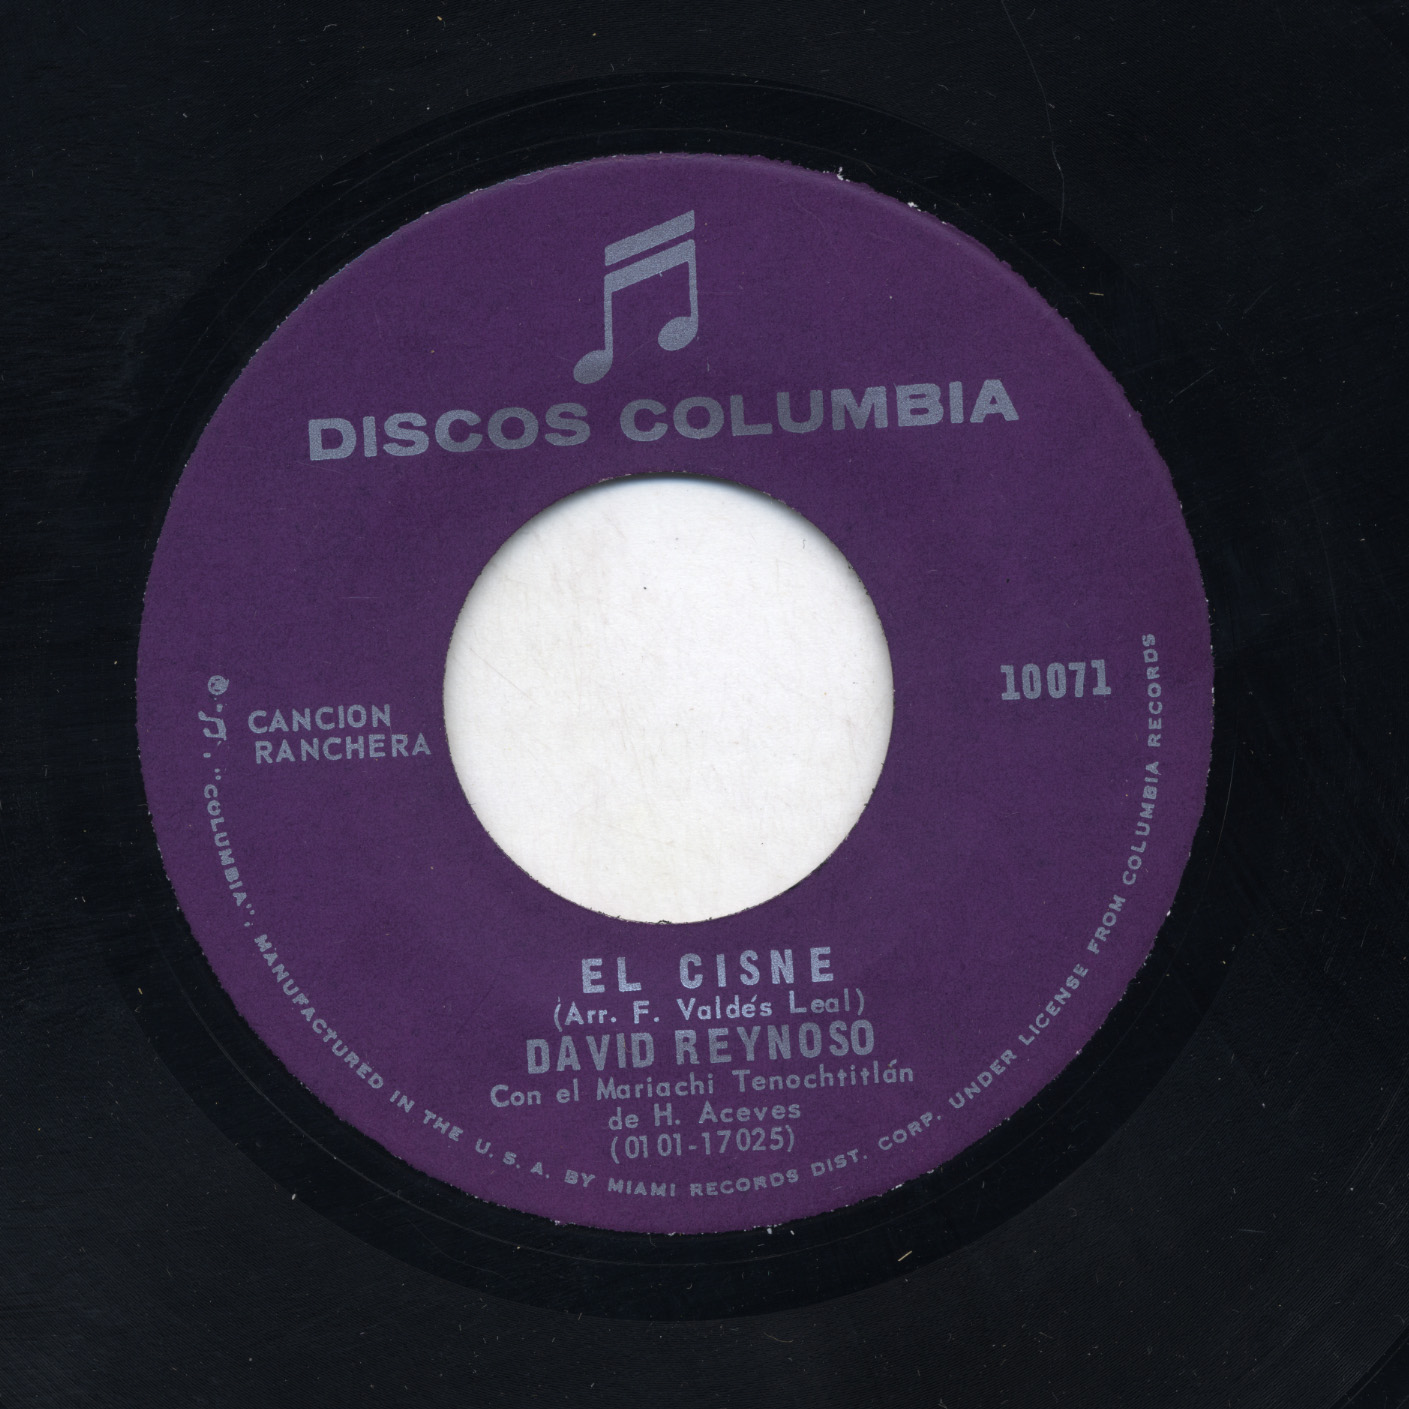 DISCOS COLUMBIA
10071
CANCION
RANCHERA
EL CISNE
(Arr. F. Valdés Leal)
DAVID REYNOSO
Con el Mariachi Tenochtitlán
de H. Aceves
(0101-17025)
"COLUMBIA", MANUFACTURED IN THE U. S. A. BY MIAMI RECORDS DIST. CORP. UNDER LICENSE FROM COLUMBIA RECORDS